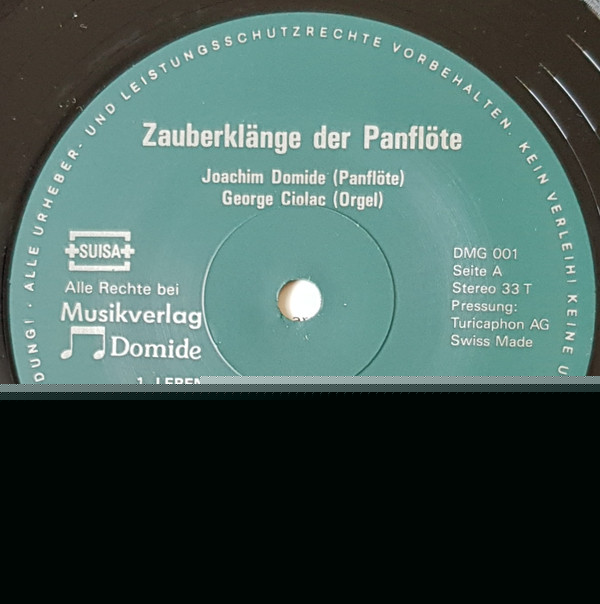 DUNG! · ALLE URHEBER- UND LEISTUNGSSCHUTZRECHTE VORBEHALTEN. KEIN VERLEIH! KEINE
Zauberklänge der Panflöte
Joachim Domide (Panflöte)
George Ciolac (Orgel)
SUISA
Alle Rechte bei
Musikverlag
Domide
DMG 001
Seite A
Stereo 33 T
Pressung:
Turicaphon AG
Swiss Made